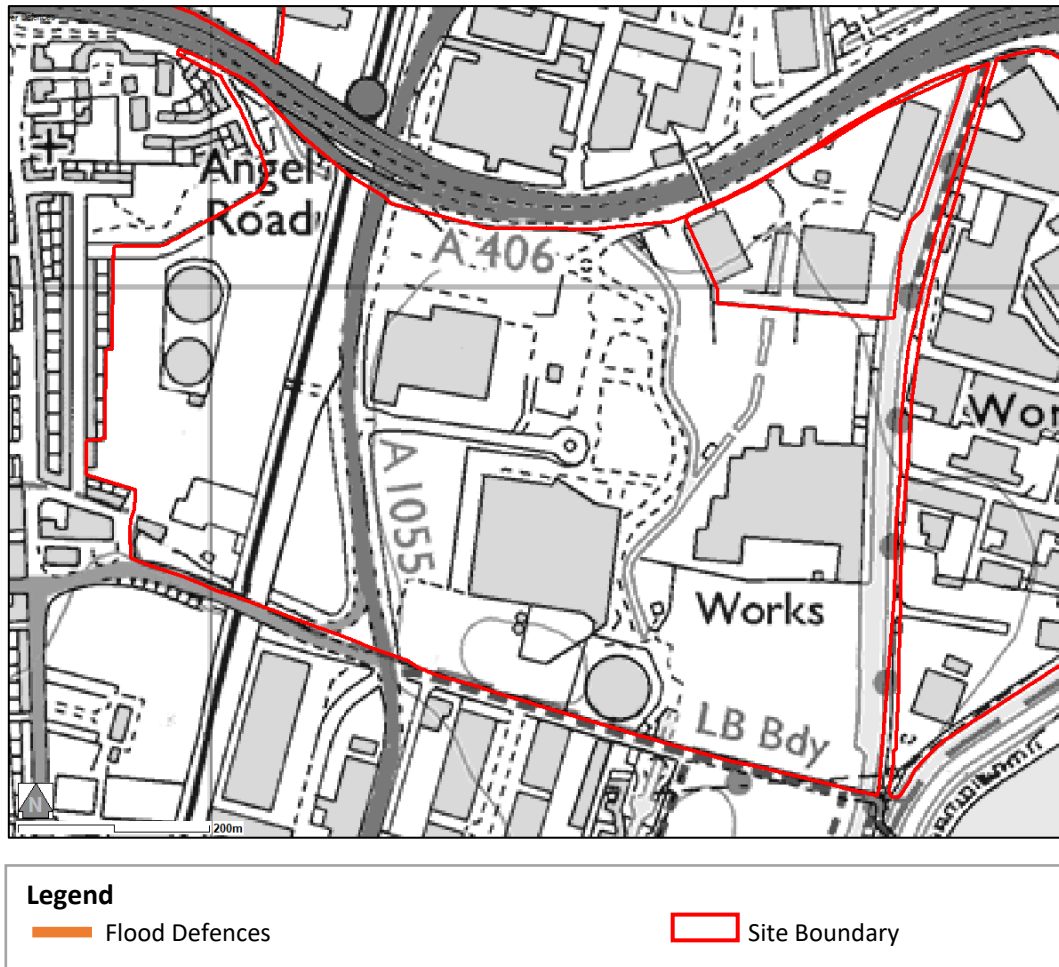 Angel
Road
A 406
A 1055
Wor
Works
LB Bdy
N
200m
Legend
Flood Defences
Site Boundary